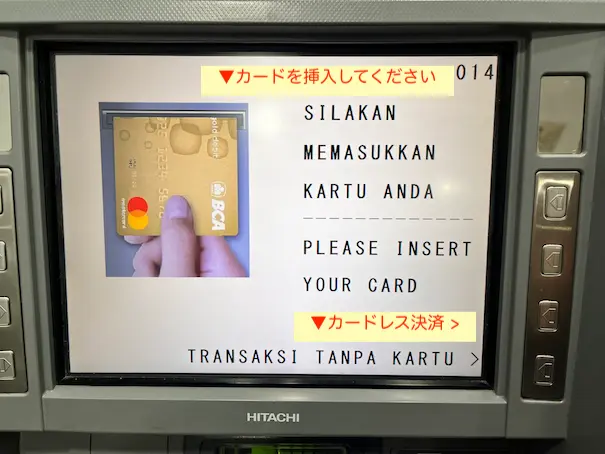 014
▼カードを挿入してください
SILAKAN
MEMASUKKAN
KARTU ANDA
PLEASE INSERT
YOUR CARD
▼カードレス決済 >
TRANSAKSI TANPA KARTU >
BCA
mastercard
HITACHI